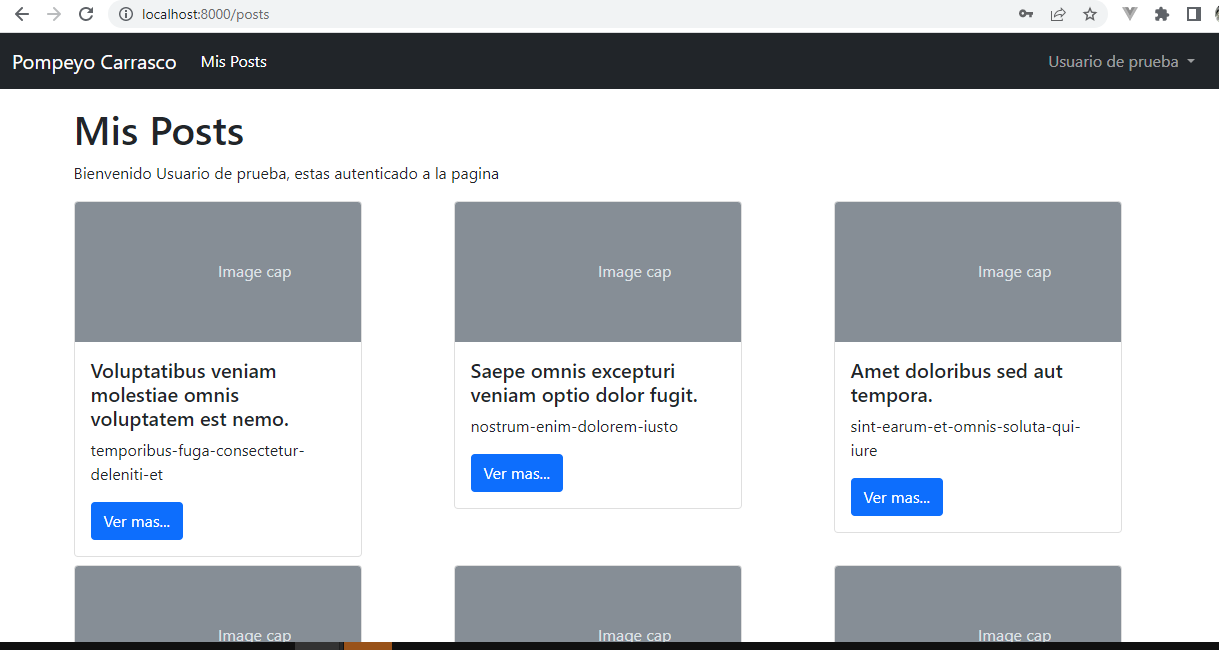 localhost:8000/posts
Pompeyo Carrasco Mis Posts Usuario de prueba
Mis Posts
Bienvenido Usuario de prueba, estas autenticado a la pagina
Image cap
Voluptatibus veniam
molestiae omnis
voluptatem est nemo.
temporibus-fuga-consectetur-
deleniti-et
Ver mas...
Image cap
Saepe omnis excepturi
veniam optio dolor fugit.
nostrum-enim-dolorem-iusto
Ver mas...
Image cap
Amet doloribus sed aut
tempora.
sint-earum-et-omnis-soluta-qui-
iure
Ver mas...
Image cap
Image cap
Image cap